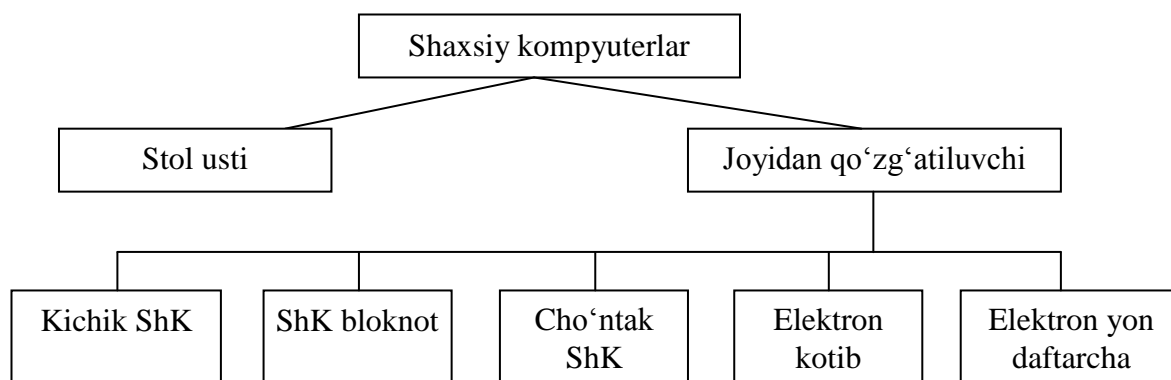 Shaxsiy kompyuterlar
Stol usti
Joyidan qo‘zg‘atiluvchi
Kichik ShK
ShK bloknot
Cho‘ntak
ShK
Elektron
kotib
Elektron yon
daftarcha